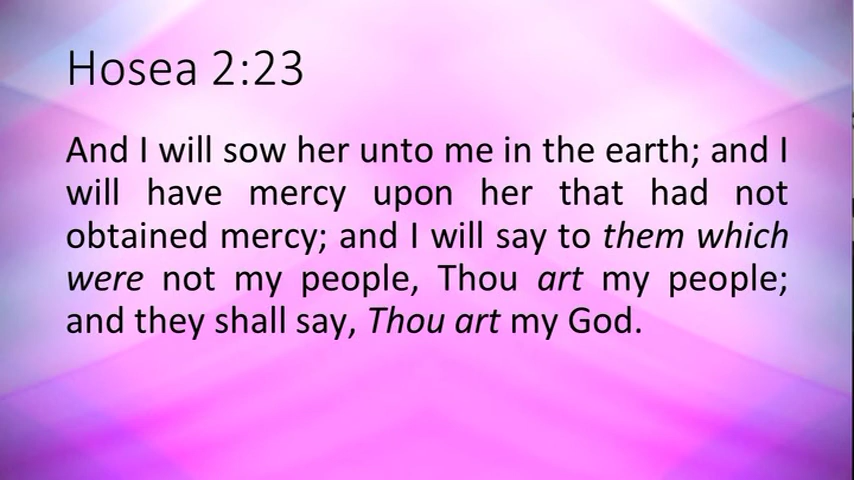 Hosea 2:23
And I will sow her unto me in the earth; and I
will have mercy upon her that had not
obtained mercy; and I will say to them which
were not my people, Thou art my people;
and they shall say, Thou art my God.